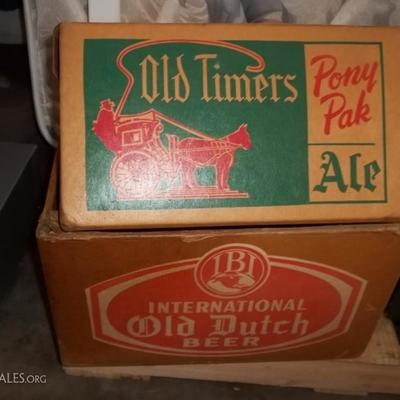 Old Timers
Pony
Pak
Ale
IBI
INTERNATIONAL
Old Dutch
BEER
ALES.ORG